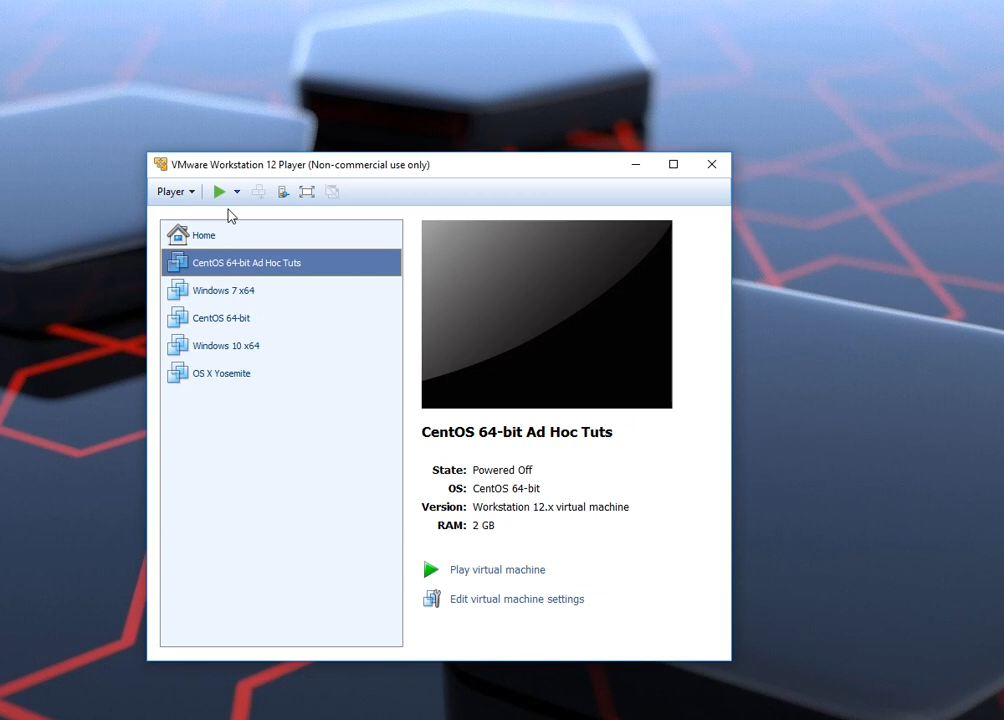 VMware Workstation 12 Player (Non-commercial use only)
Player
Home
CentOS 64-bit Ad Hoc Tuts
Windows 7 x64
CentOS 64-bit
Windows 10 x64
OS X Yosemite
CentOS 64-bit Ad Hoc Tuts
State: Powered Off
OS: CentOS 64-bit
Version: Workstation 12.x virtual machine
RAM: 2 GB
Play virtual machine
Edit virtual machine settings